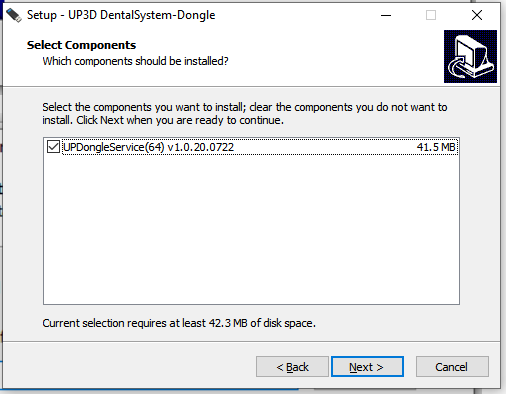 Setup - UP3D DentalSystem-Dongle
Select Components
Which components should be installed?
Select the components you want to install; clear the components you do not want to
install. Click Next when you are ready to continue.
UPDongleService(64) v1.0.20.0722 41.5 MB
Current selection requires at least 42.3 MB of disk space.
< Back Next > Cancel